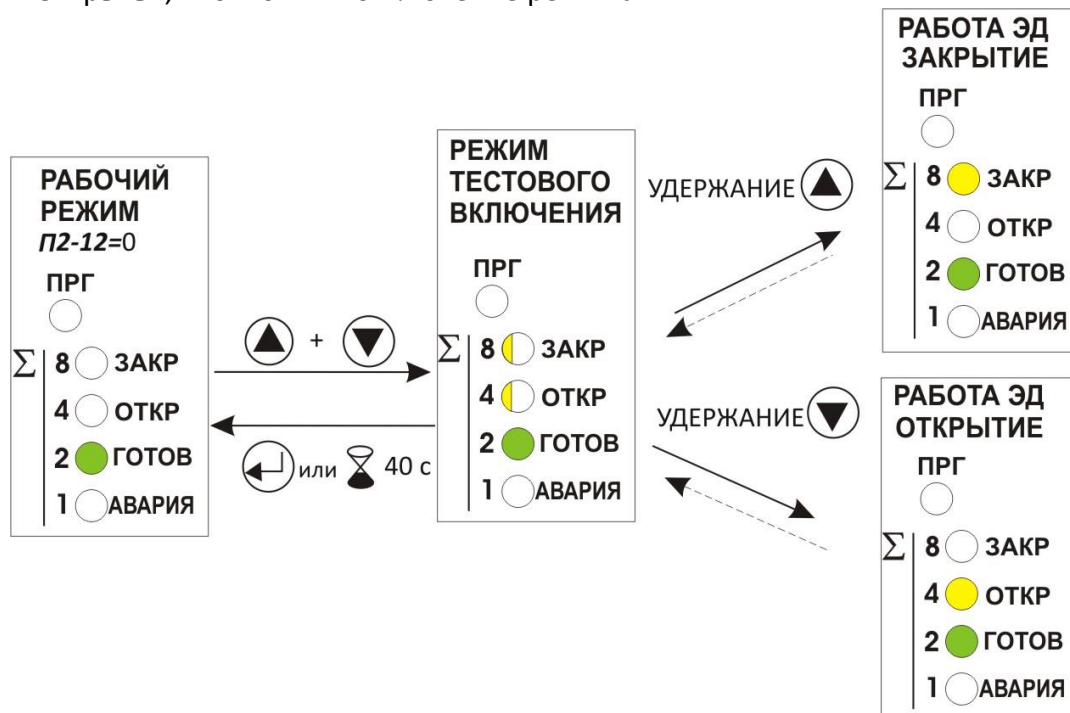 РАБОЧИЙ
РЕЖИМ
П2-12=0
ПРГ
Σ 8 ЗАКР
4 ОТКР
2 ГОТОВ
1 АВАРИЯ
+
или 40 с
РЕЖИМ
ТЕСТОВОГО
ВКЛЮЧЕНИЯ
ПРГ
Σ 8 ЗАКР
4 ОТКР
2 ГОТОВ
1 АВАРИЯ
УДЕРЖАНИЕ
УДЕРЖАНИЕ
РАБОТА ЭД
ЗАКРЫТИЕ
ПРГ
Σ 8 ЗАКР
4 ОТКР
2 ГОТОВ
1 АВАРИЯ
РАБОТА ЭД
ОТКРЫТИЕ
ПРГ
Σ 8 ЗАКР
4 ОТКР
2 ГОТОВ
1 АВАРИЯ